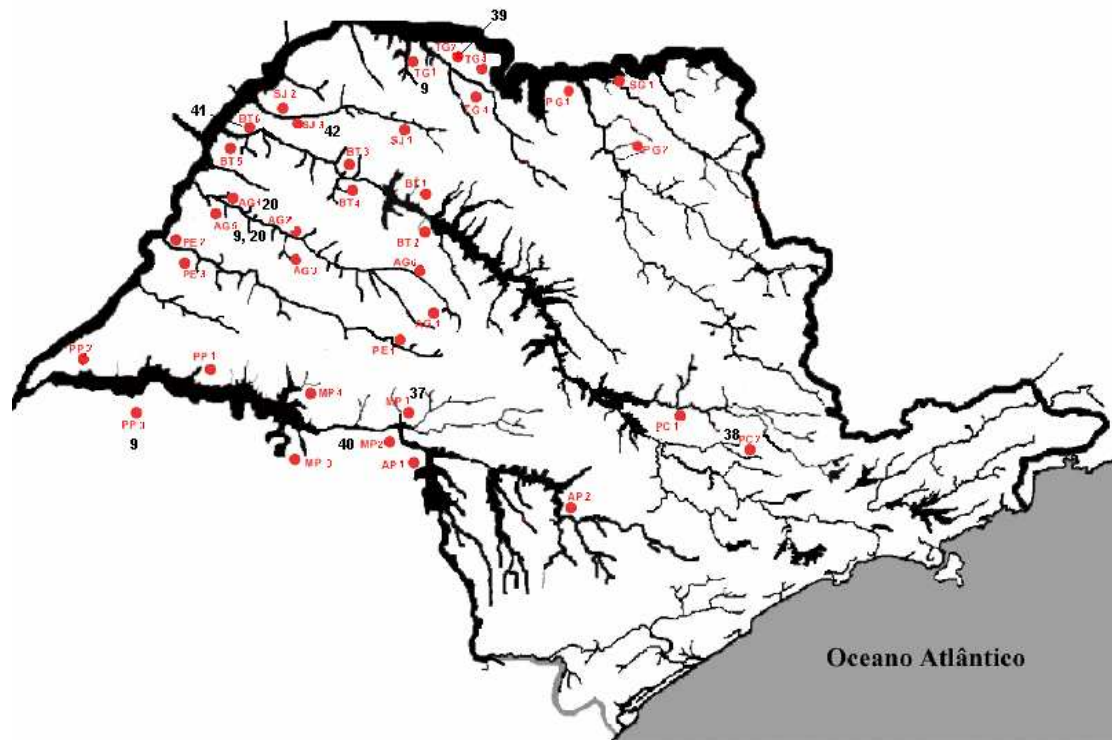 39
TG2
TG3
TG1
9
TG4
PG1
SG1
SJ2
41
BT6
SJ3
42
SJ1
PG2
BT5
BT3
BT4
BT1
AG4
20
AG5
9, 20
AG2
BT2
PE2
PE3
AG3
AG6
AG1
PE1
PP2
PP1
MP4
MP1
37
PP3
9
40
MP2
MP3
AP1
PC1
38
PC2
AP2
Oceano Atlântico